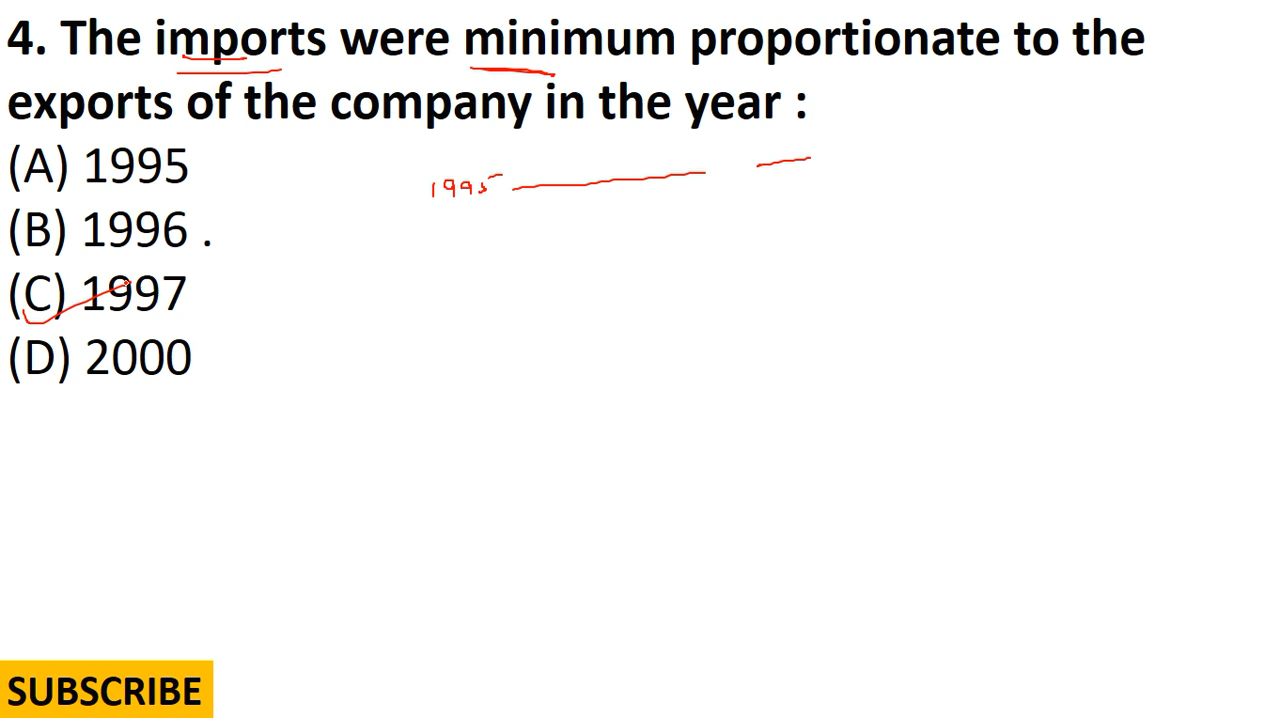 4. The imports were minimum proportionate to the
exports of the company in the year :
(A) 1995
1995
(B) 1996 .
(C) 1997
(D) 2000
SUBSCRIBE